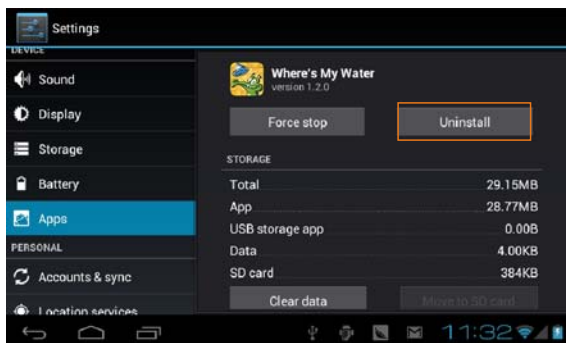 Settings
DEVICE
Sound
Display
Storage
Battery
Apps
PERSONAL
Accounts & sync
Location services
Where's My Water
version 1.2.0
Force stop
Uninstall
STORAGE
Total 29.15MB
App 28.77MB
USB storage app 0.00B
Data 4.00KB
SD card 384KB
Clear data
Move to SD card
11:32